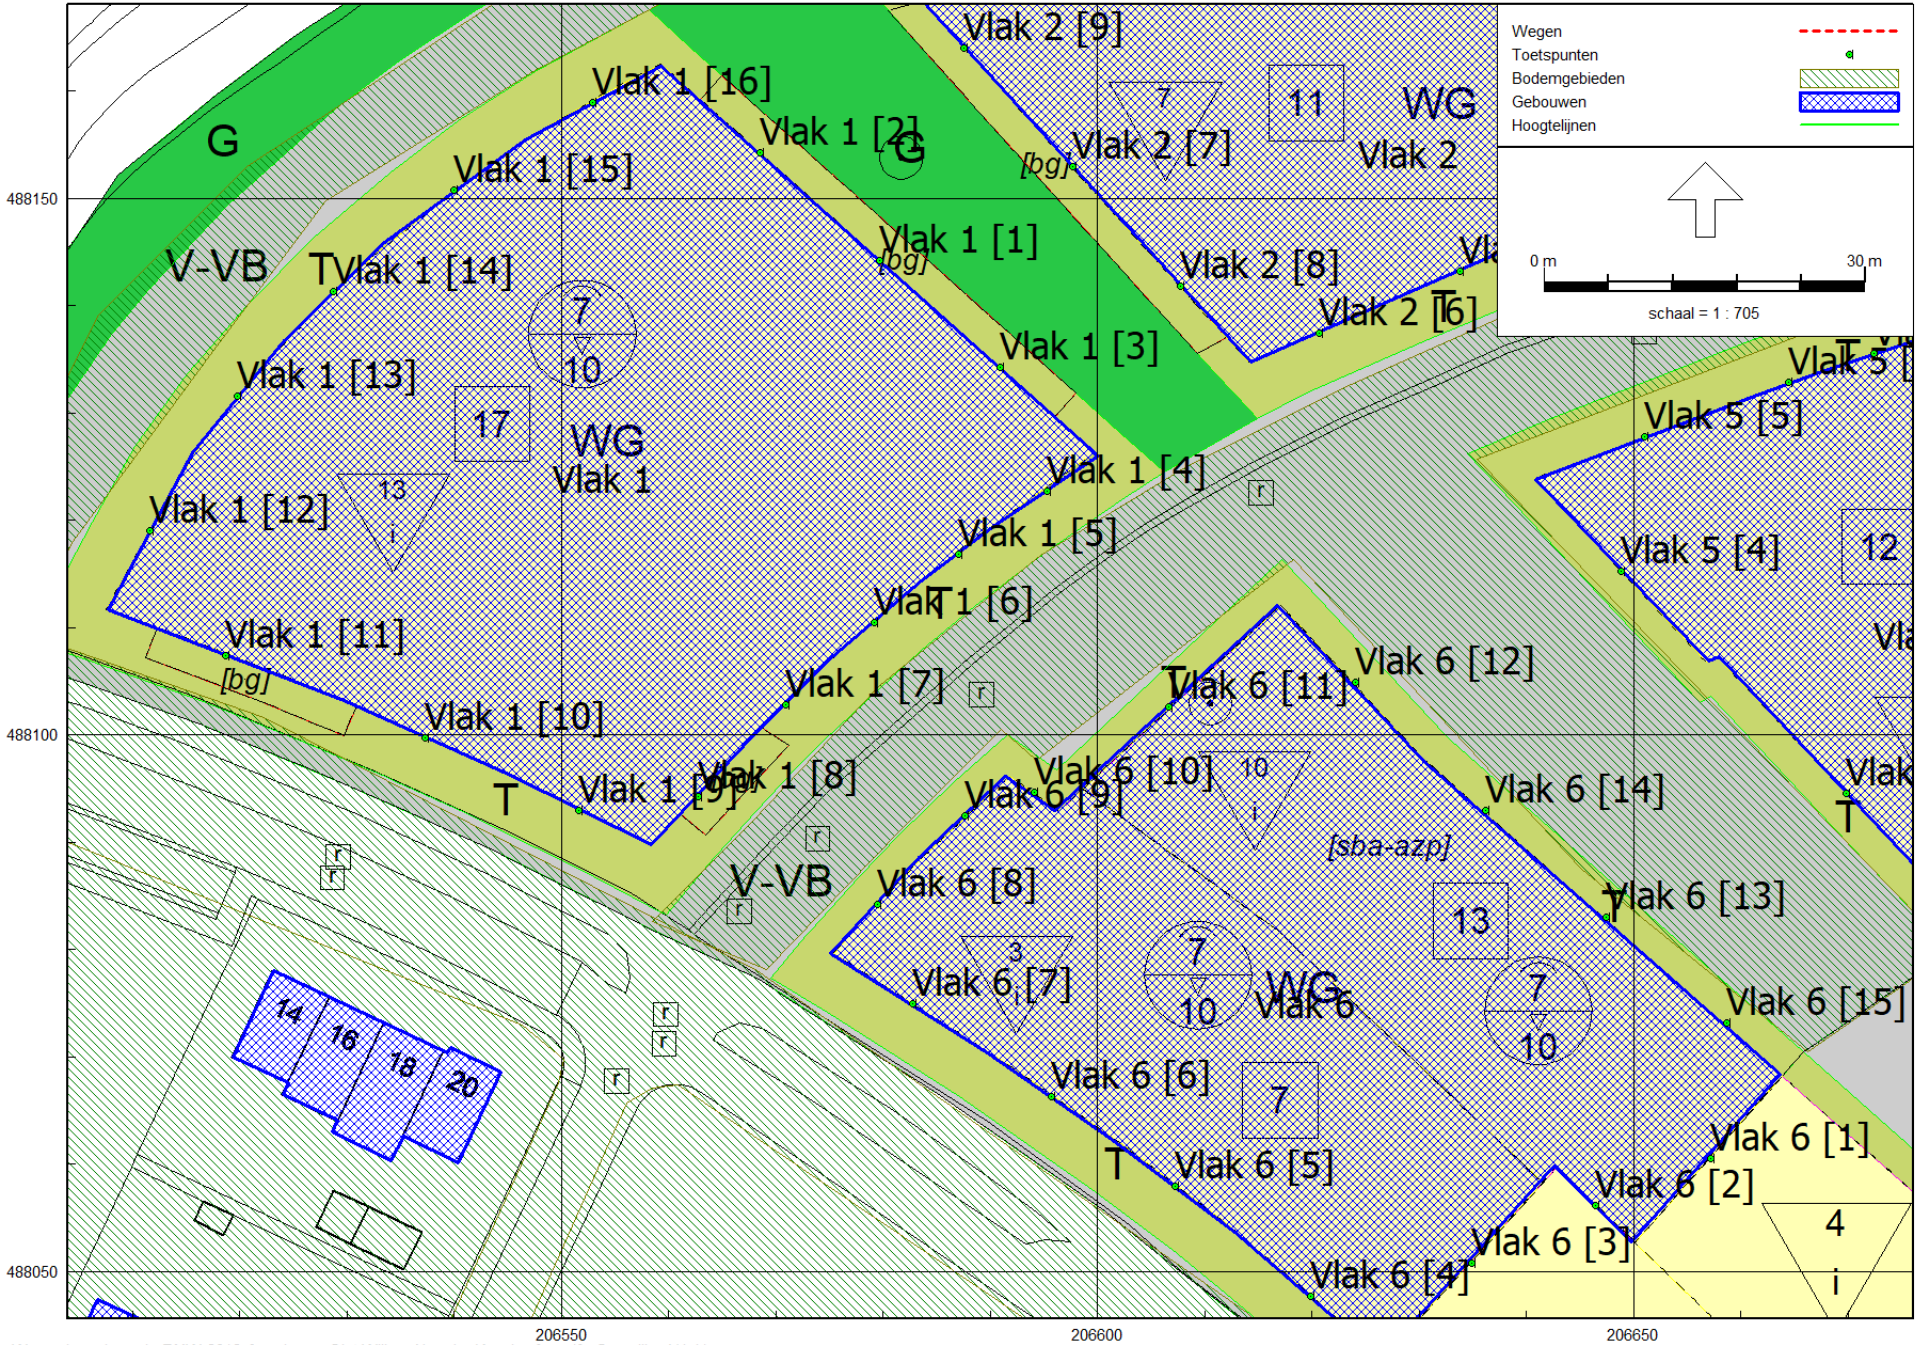 Vlak 2 [9]
Wegen
Toetspunten
Bodemgebieden
Gebouwen
Hoogtelijnen
Vlak 1 [16]
7
i
11
WG
Vlak 2
G
Vlak 1 [2]
G
[bg]
Vlak 2 [7]
Vlak 1 [15]
488150
Vlak 1 [1]
[bg]
V-VB
T
Vlak 1 [14]
Vlak 2 [8]
0 m
30 m
schaal = 1 : 705
7
10
Vlak 2 [6]
T
Vlak 1 [3]
Vlak 1 [13]
T
Vlak 5 [5]
17
WG
Vlak 1
Vlak 1 [4]
13
i
r
Vlak 1 [12]
Vlak 1 [5]
Vlak 5 [4]
12
Vlak 1 [6]
T
Vlak 1 [11]
[bg]
Vlak 1 [7]
r
T
Vlak 6 [11]
Vlak 6 [12]
Vlak 1 [10]
488100
T
Vlak 1 [9]
Vlak 1 [8]
[bg]
Vlak 6 [9]
Vlak 6 [10]
10
i
Vlak 6 [14]
Vlak
T
r
r
r
[sba-azp]
V-VB
r
Vlak 6 [8]
13
T
Vlak 6 [13]
3
i
Vlak 6 [7]
7
10
WG
Vlak 6
7
10
Vlak 6 [15]
14
16
18
20
r
r
r
Vlak 6 [6]
7
Vlak 6 [1]
T
Vlak 6 [5]
Vlak 6 [2]
4
i
Vlak 6 [3]
Vlak 6 [4]
488050
206550
206600
206650